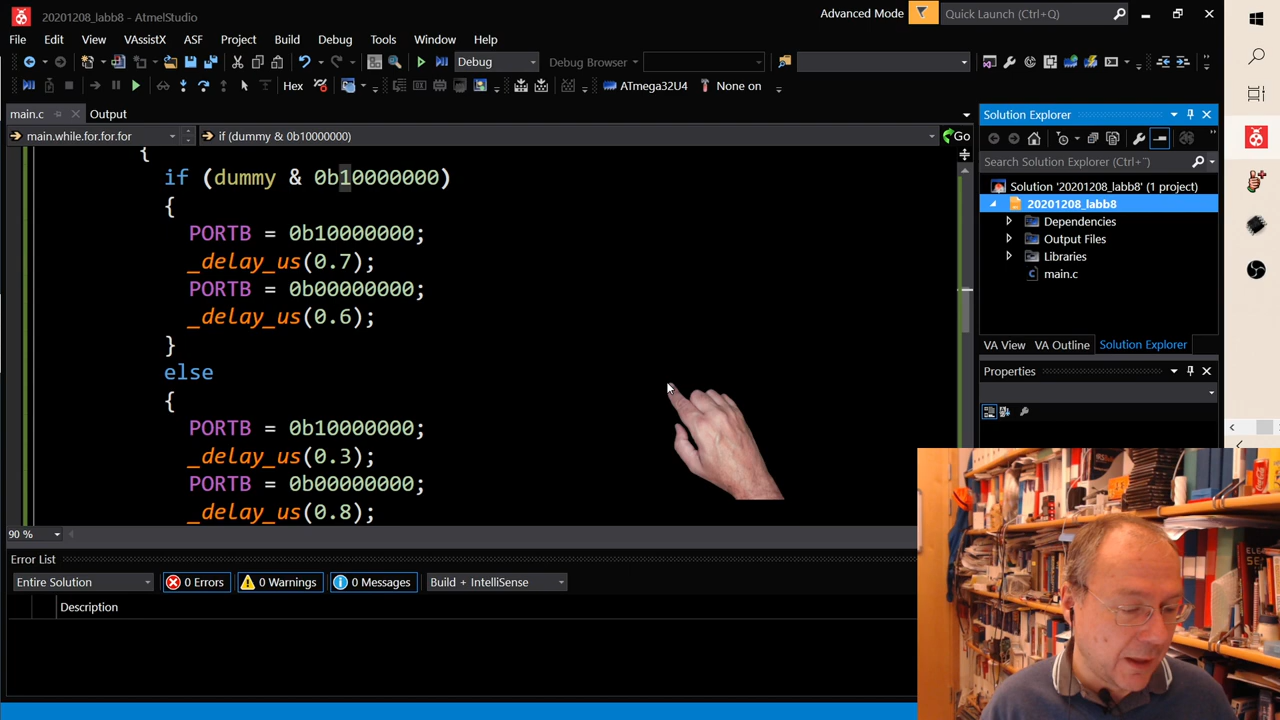 20201208_labb8 - AtmelStudio
Advanced Mode
Quick Launch (Ctrl+Q)
File Edit View VAssistX ASF Project Build Debug Tools Window Help
Debug
Debug Browser
Hex
ATmega32U4
None on
main.c
Output
main.while.for.for.for
if (dummy & 0b10000000)
Go
{
if (dummy & 0b10000000)
{
PORTB = 0b10000000;
_delay_us(0.7);
PORTB = 0b00000000;
_delay_us(0.6);
}
else
{
PORTB = 0b10000000;
_delay_us(0.3);
PORTB = 0b00000000;
_delay_us(0.8);
90 %
Solution Explorer
Search Solution Explorer (Ctrl+¨)
Solution '20201208_labb8' (1 project)
20201208_labb8
Dependencies
Output Files
Libraries
main.c
VA View VA Outline Solution Explorer
Properties
Error List
Entire Solution
0 Errors
0 Warnings
0 Messages
Build + IntelliSense
Description